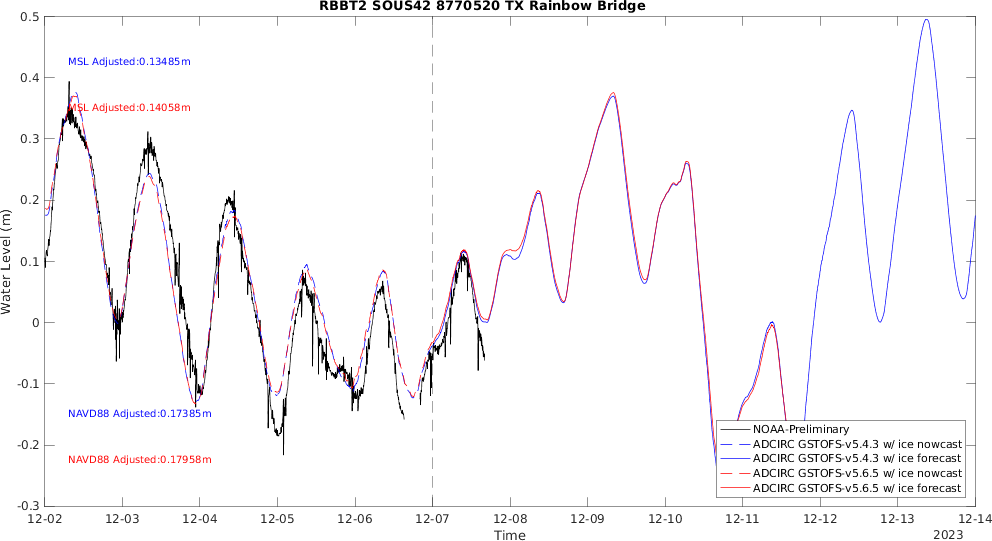 RBBT2 SOUS42 8770520 TX Rainbow Bridge
0.5
MSL Adjusted:0.13485m
0.4
MSL Adjusted:0.14058m
0.3
0.2
0.1
Water Level (m)
0
-0.1
NAVD88 Adjusted:0.17385m
-0.2
NAVD88 Adjusted:0.17958m
-0.3
NOAA-Preliminary
ADCIRC GSTOFS-v5.4.3 w/ ice nowcast
ADCIRC GSTOFS-v5.4.3 w/ ice forecast
ADCIRC GSTOFS-v5.6.5 w/ ice nowcast
ADCIRC GSTOFS-v5.6.5 w/ ice forecast
12-02 12-03 12-04 12-05 12-06 12-07 12-08 12-09 12-10 12-11 12-12 12-13 12-14
Time
2023